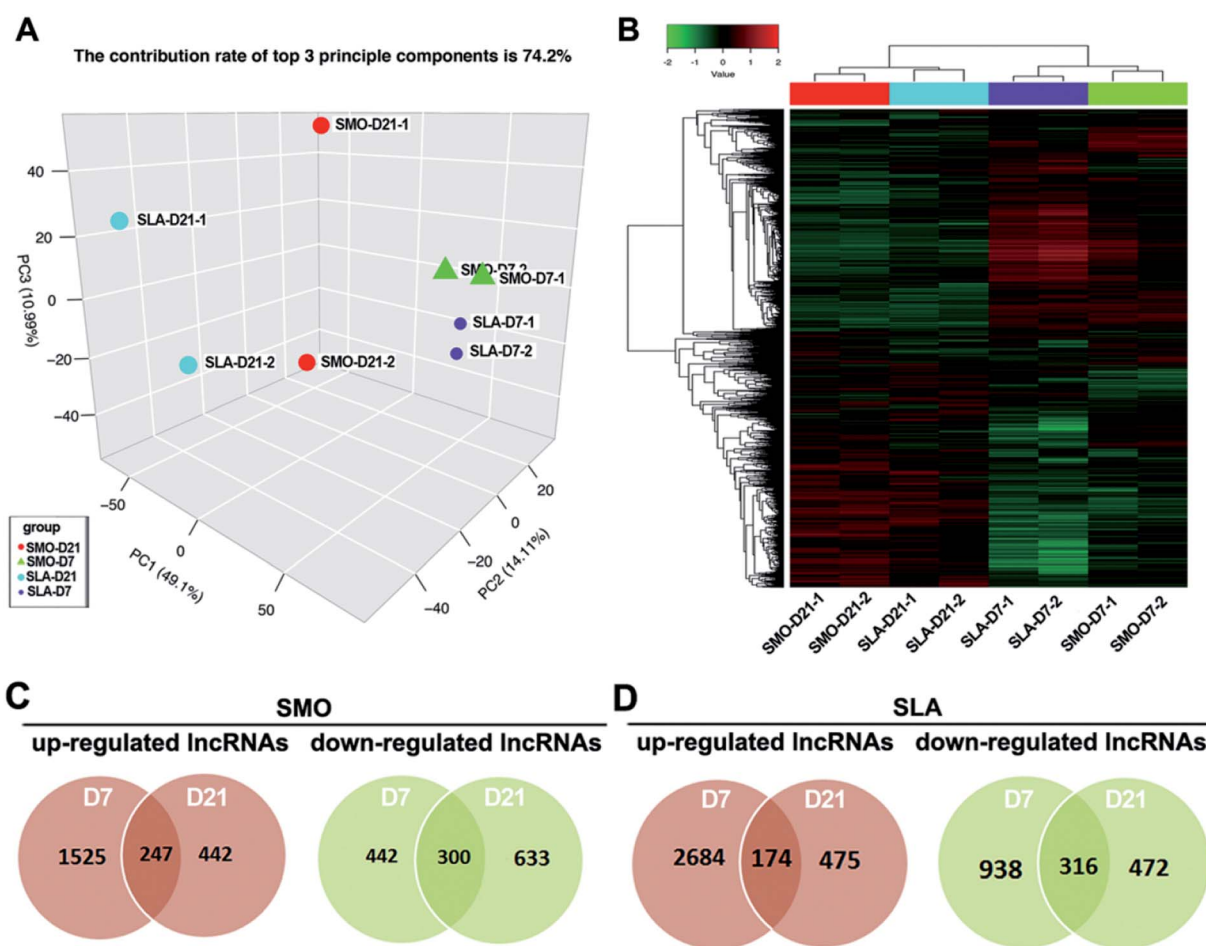 A
The contribution rate of top 3 principle components is 74.2%
SMO-D21-1
SLA-D21-1
SMO-D7-2
SMO-D7-1
SLA-D7-1
SLA-D7-2
SLA-D21-2
SMO-D21-2
40
20
0
−20
−40
PC3 (10.99%)
−50
0
50
PC1 (49.1%)
20
0
−20
−40
PC2 (14.11%)
group
SMO-D21
SMO-D7
SLA-D21
SLA-D7
B
-2 -1 0 1 2
Value
SMO-D21-1
SMO-D21-2
SLA-D21-1
SLA-D21-2
SLA-D7-1
SLA-D7-2
SMO-D7-1
SMO-D7-2
C
SMO
up-regulated lncRNAs down-regulated lncRNAs
D7 D21 D7 D21
1525 247 442 442 300 633
D
SLA
up-regulated lncRNAs down-regulated lncRNAs
D7 D21 D7 D21
2684 174 475 938 316 472